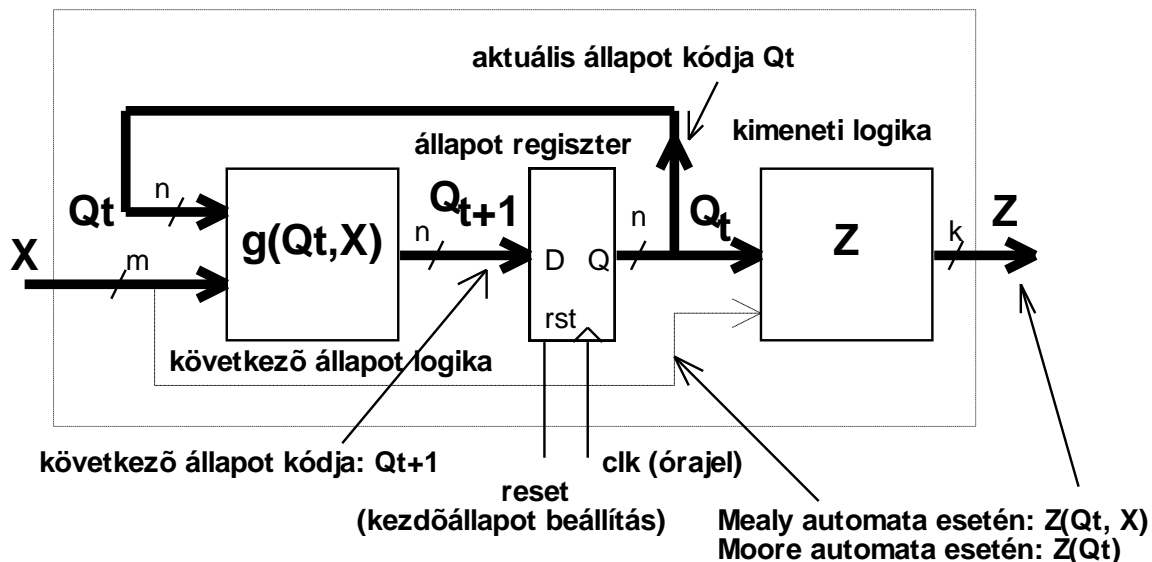 aktuális állapot kódja Qt
kimeneti logika
állapot regiszter
n
Qt
g(Qt,X)
Qt+1
n
D Q
n
Qt
Z
k
Z
X
m
rst
következõ állapot logika
következõ állapot kódja: Qt+1
clk (órajel)
reset
(kezdõállapot beállítás)
Mealy automata esetén: Z(Qt, X)
Moore automata esetén: Z(Qt)